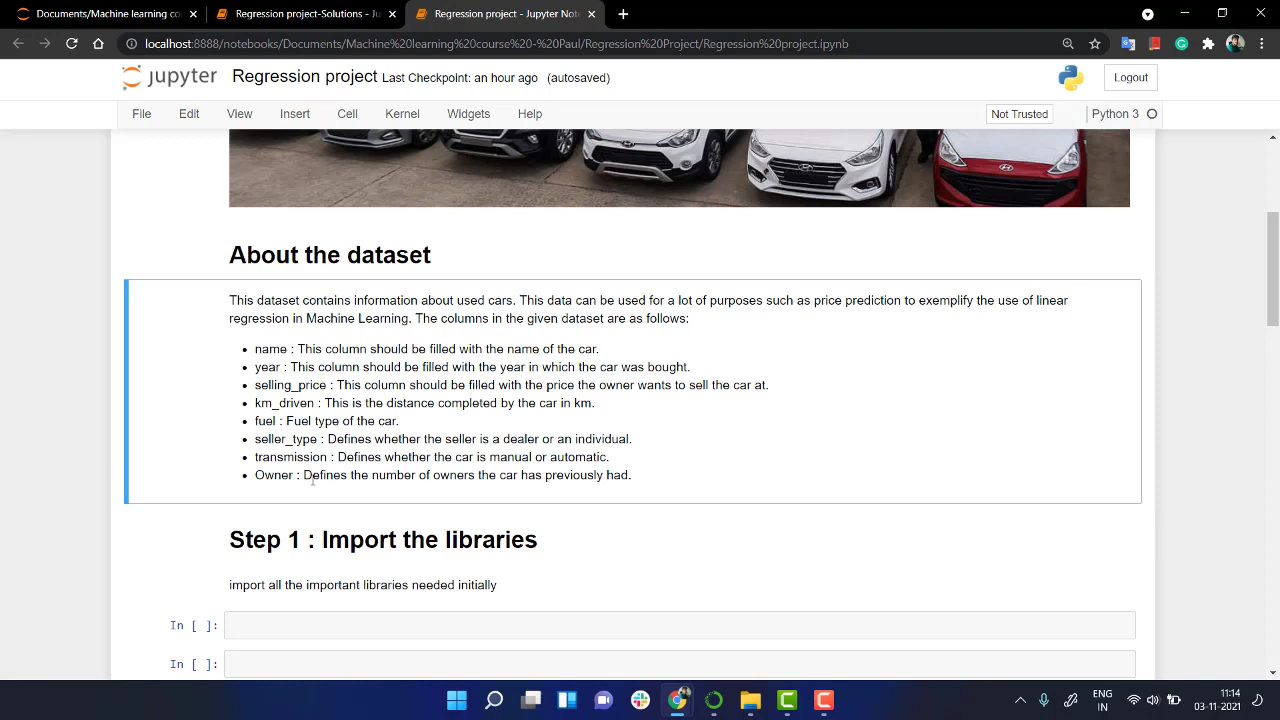 Documents/Machine learning co
Regression project-Solutions - Ju
Regression project - Jupyter Note
localhost:8888/notebooks/Documents/Machine%20learning%20course%20-%20Paul/Regression%20Project/Regression%20project.ipynb
jupyter Regression project Last Checkpoint: an hour ago (autosaved)
Logout
File Edit View Insert Cell Kernel Widgets Help
Not Trusted
Python 3
About the dataset
This dataset contains information about used cars. This data can be used for a lot of purposes such as price prediction to exemplify the use of linear
regression in Machine Learning. The columns in the given dataset are as follows:
• name : This column should be filled with the name of the car.
• year : This column should be filled with the year in which the car was bought.
• selling_price : This column should be filled with the price the owner wants to sell the car at.
• km_driven : This is the distance completed by the car in km.
• fuel : Fuel type of the car.
• seller_type : Defines whether the seller is a dealer or an individual.
• transmission : Defines whether the car is manual or automatic.
• Owner : Defines the number of owners the car has previously had.
Step 1 : Import the libraries
import all the important libraries needed initially
In [ ]:
In [ ]:
ENG
IN
11:14
03-11-2021